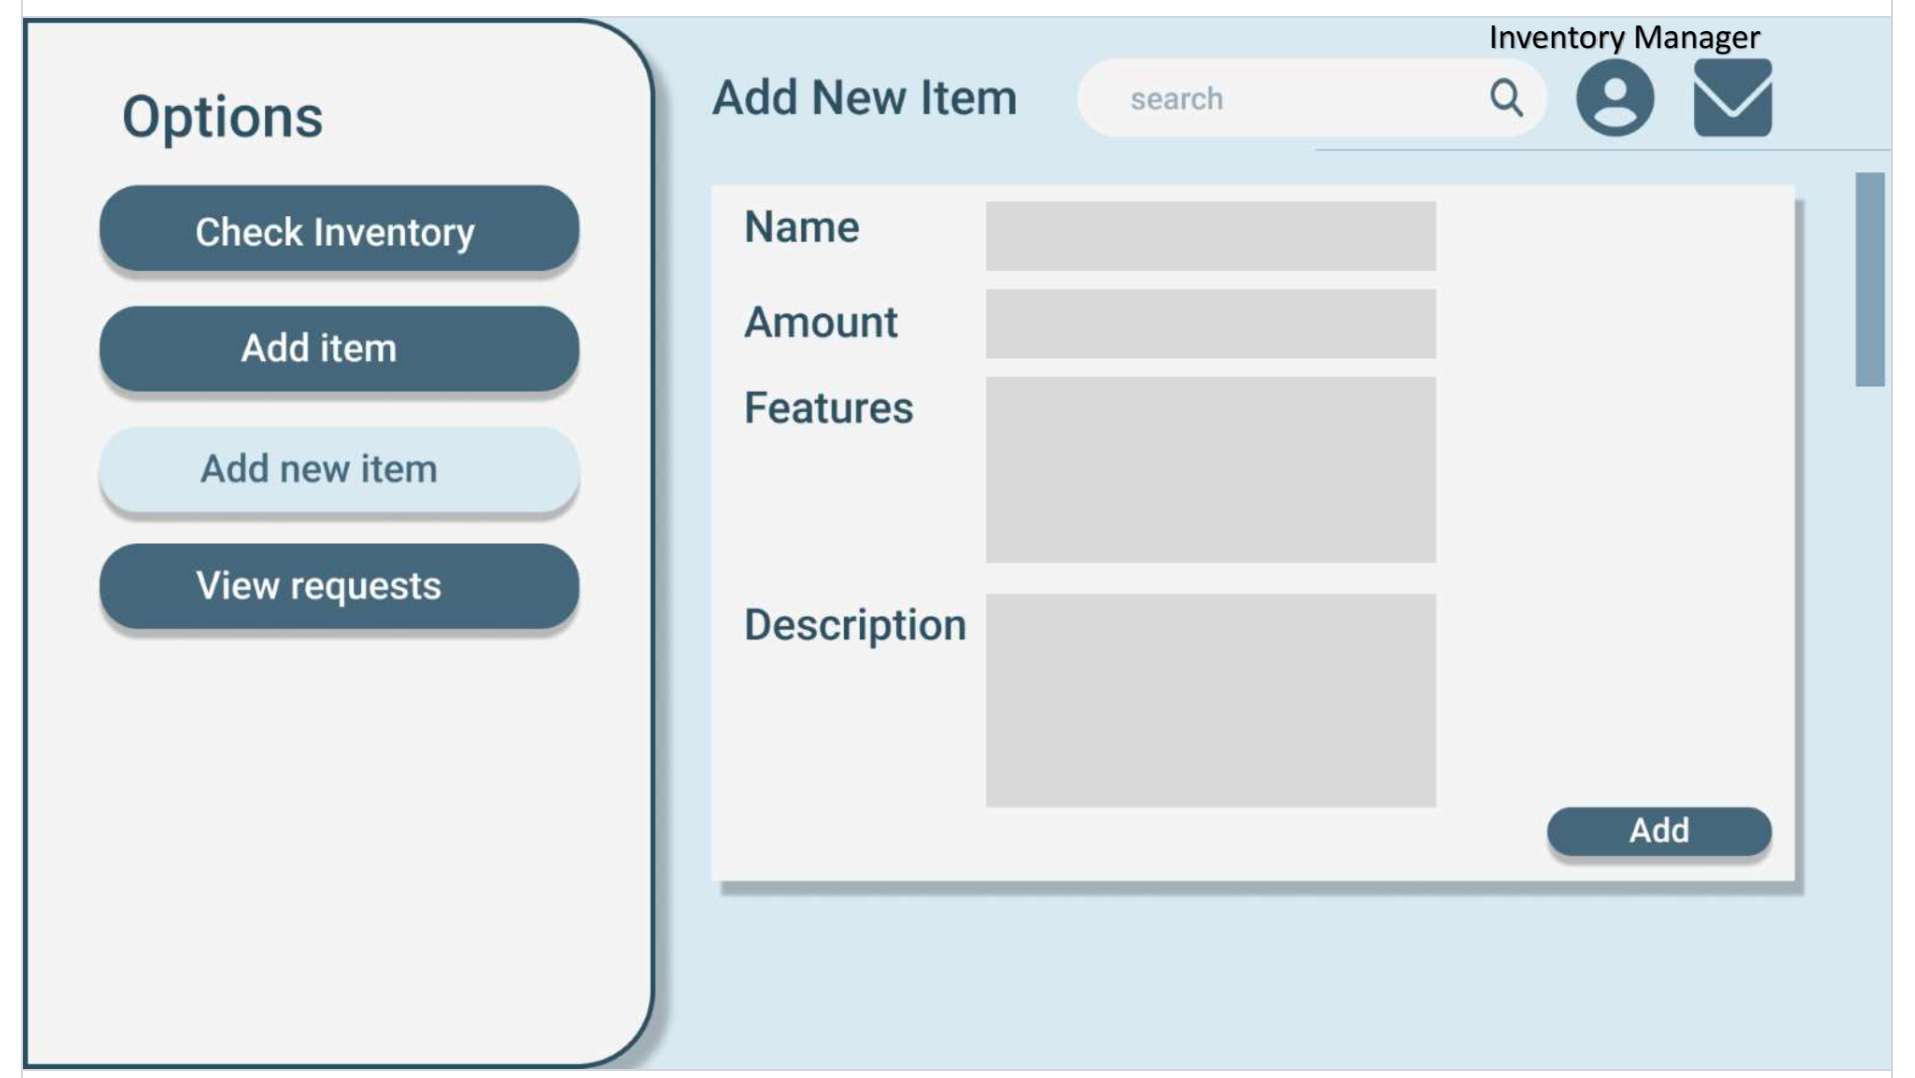 Inventory Manager
Options
Add New Item
search
Check Inventory
Add item
Add new item
View requests
Name
Amount
Features
Description
Add